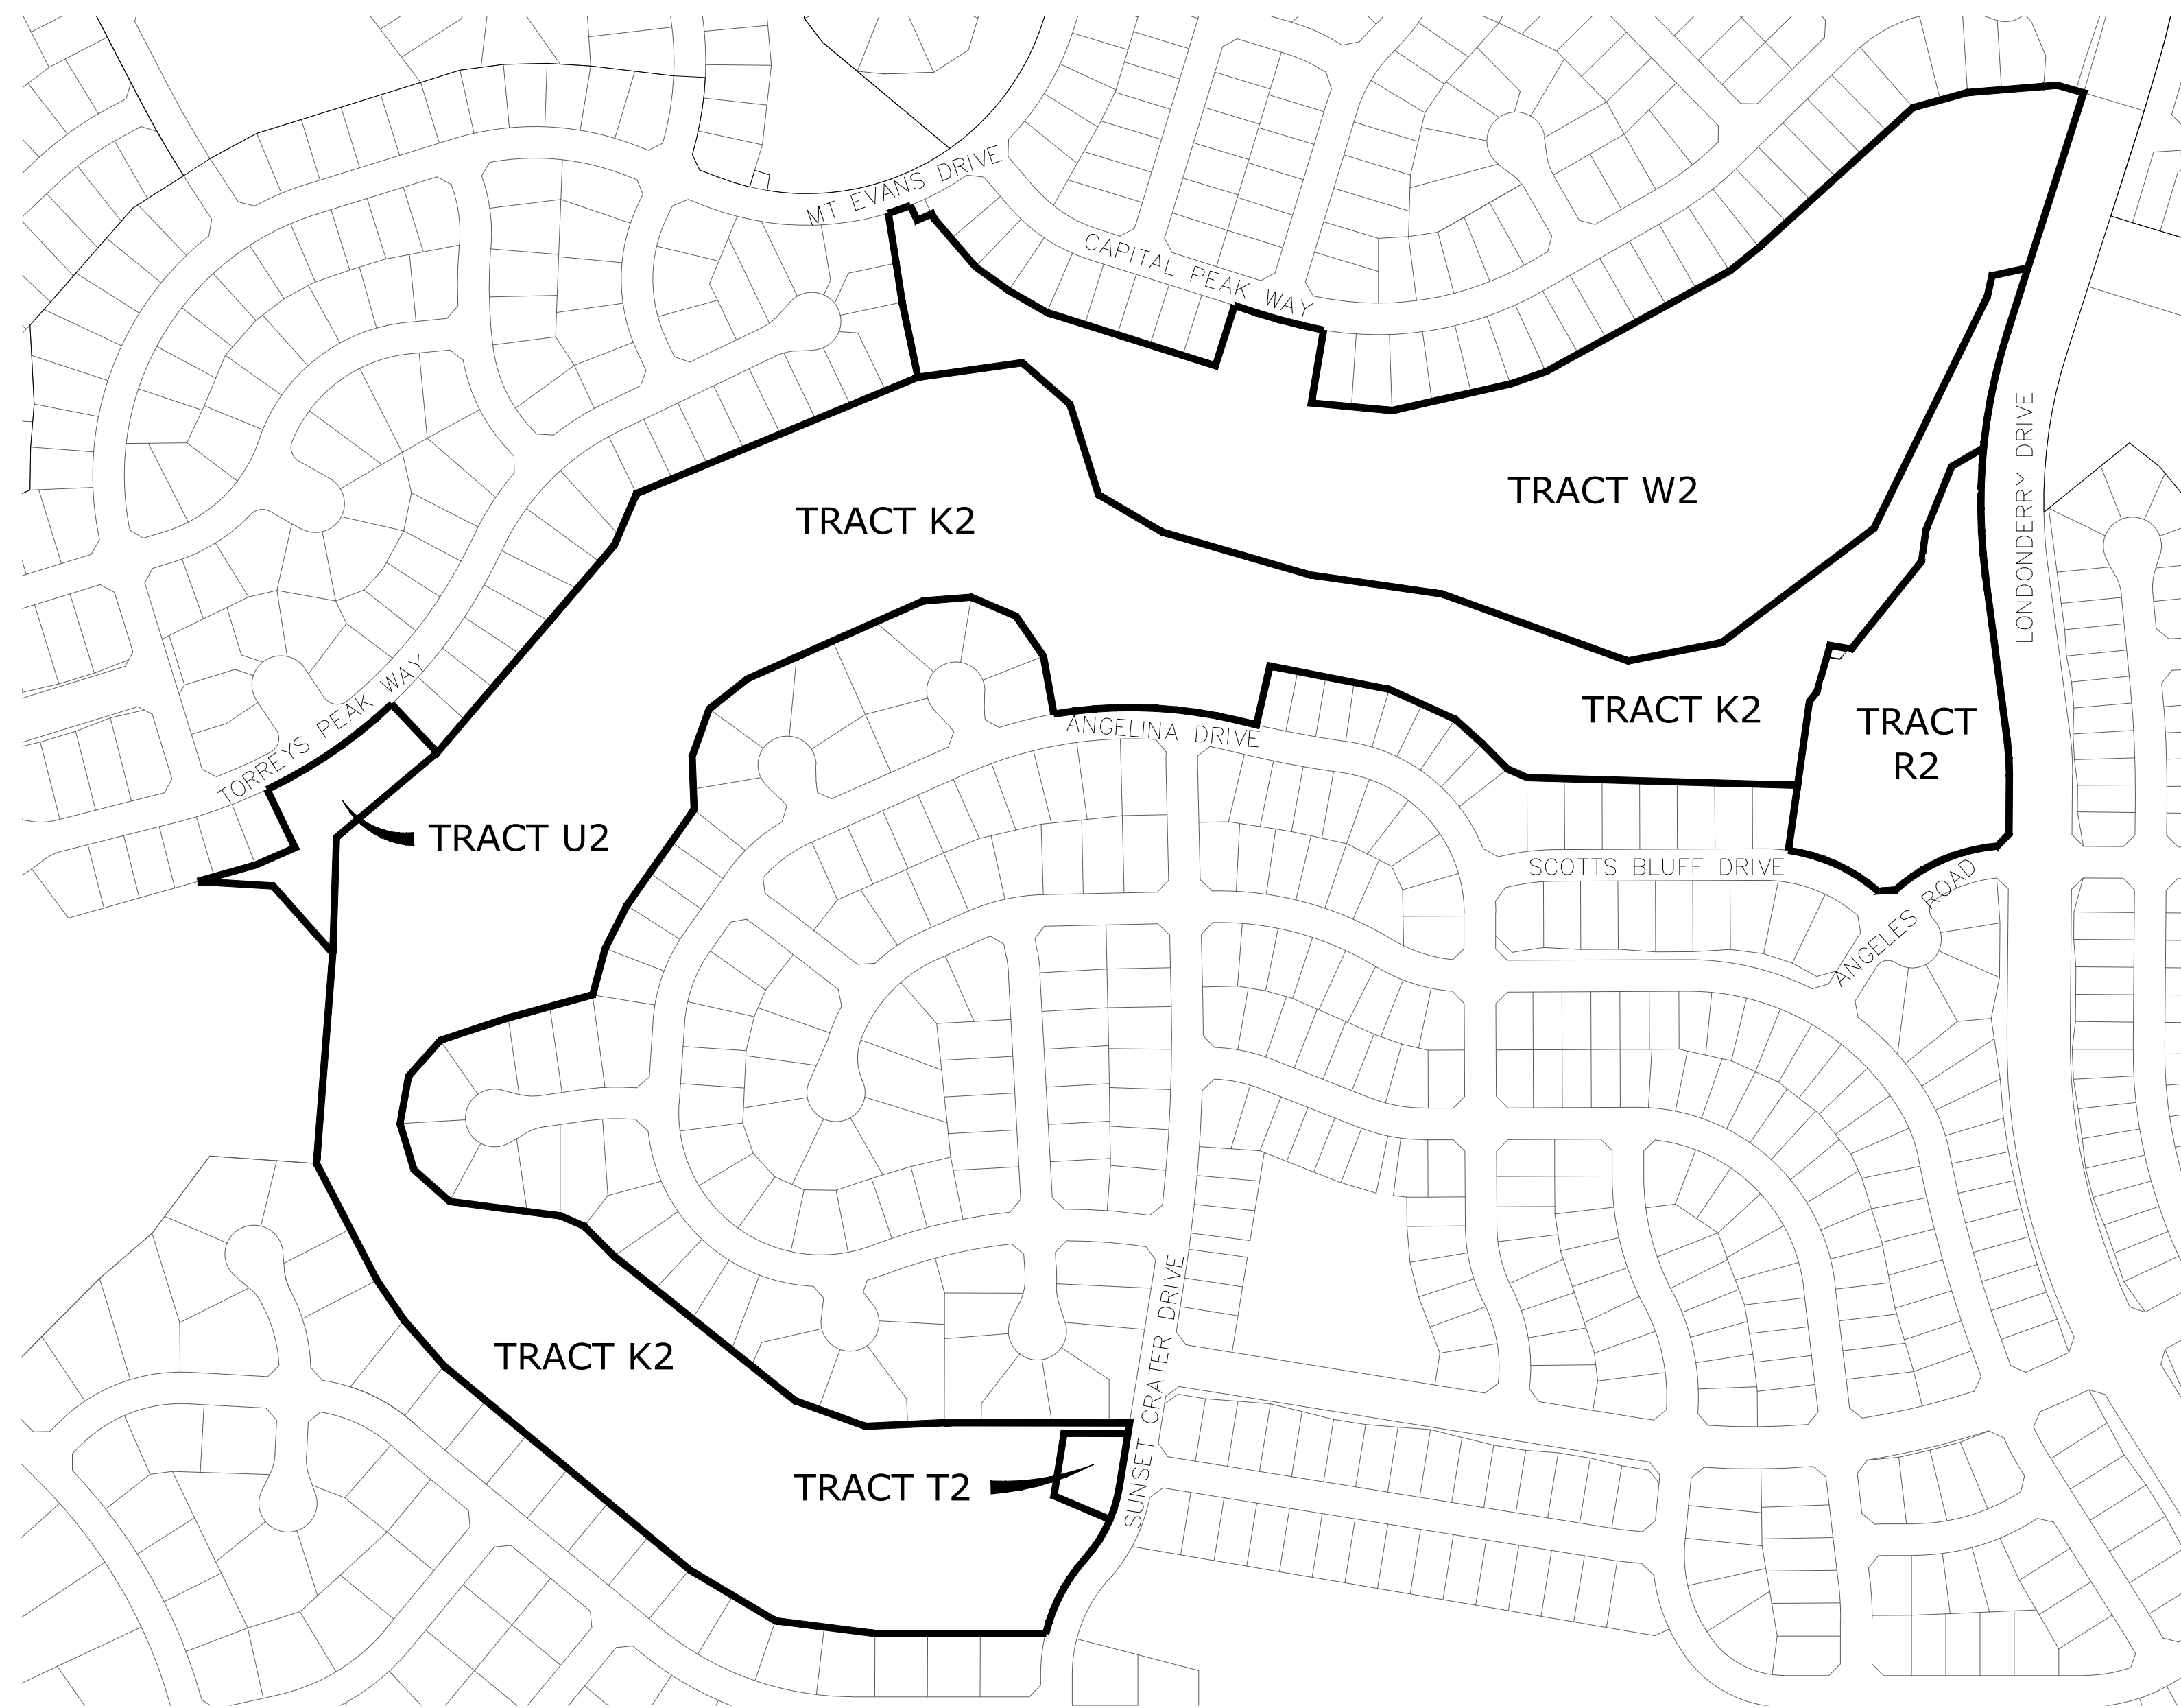 MT EVANS DRIVE
CAPITAL PEAK WAY
LONDONDERRY DRIVE
TRACT W2
TRACT K2
TORREYS PEAK WAY
ANGELINA DRIVE
TRACT K2
TRACT
R2
TRACT U2
SCOTTS BLUFF DRIVE
ANGELES ROAD
TRACT K2
SUNSET CRATER DRIVE
TRACT T2